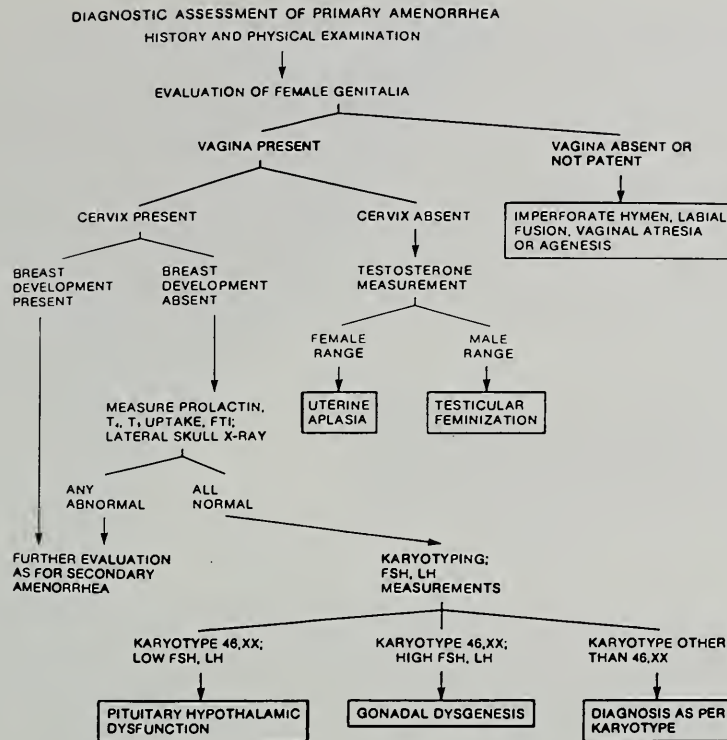 DIAGNOSTIC ASSESSMENT OF PRIMARY AMENORRHEA
HISTORY AND PHYSICAL EXAMINATION
EVALUATION OF FEMALE GENITALIA
VAGINA PRESENT
VAGINA ABSENT OR
NOT PATENT
CERVIX PRESENT
CERVIX ABSENT
IMPERFORATE HYMEN, LABIAL
FUSION, VAGINAL ATRESIA
OR AGENESIS
BREAST
DEVELOPMENT
PRESENT
BREAST
DEVELOPMENT
ABSENT
TESTOSTERONE
MEASUREMENT
FEMALE
RANGE
MALE
RANGE
UTERINE
APLASIA
TESTICULAR
FEMINIZATION
MEASURE PROLACTIN,
T₄, T₃ UPTAKE, FTI;
LATERAL SKULL X-RAY
ANY
ABNORMAL
ALL
NORMAL
FURTHER EVALUATION
AS FOR SECONDARY
AMENORRHEA
KARYOTYPING;
FSH, LH
MEASUREMENTS
KARYOTYPE 46,XX;
LOW FSH, LH
KARYOTYPE 46,XX;
HIGH FSH, LH
KARYOTYPE OTHER
THAN 46,XX
PITUITARY HYPOTHALAMIC
DYSFUNCTION
GONADAL DYSGENESIS
DIAGNOSIS AS PER
KARYOTYPE